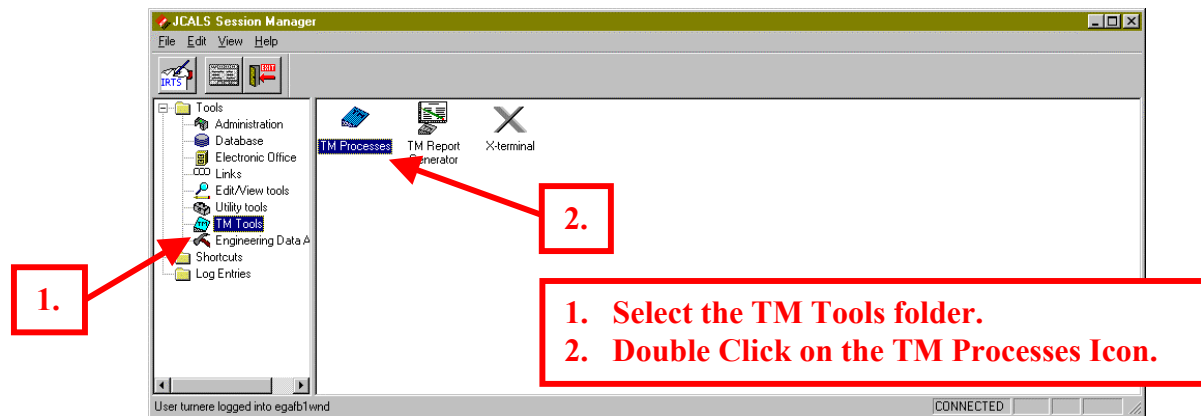 JCALS Session Manager
File Edit View Help
IRTS
EXIT
Tools
Administration
Database
Electronic Office
Links
Edit/View tools
Utility tools
TM Tools
Engineering Data A
Shortcuts
Log Entries
TM Processes
TM Report
Generator
X-terminal
1.
2.
1. Select the TM Tools folder.
2. Double Click on the TM Processes Icon.
User turnere logged into egafb1wnd
CONNECTED